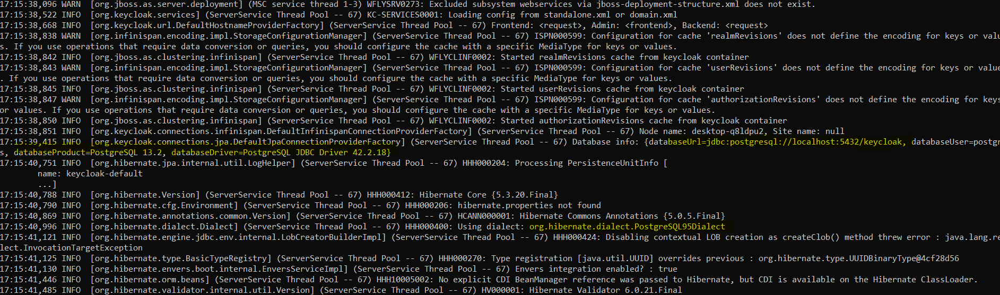 17:15:38,096 WARN  [org.jboss.as.server.deployment] (MSC service thread 1-3) WFLYSRV0273: Excluded subsystem webservices via jboss-deployment-structure.xml does not exist.
17:15:38,522 INFO  [org.keycloak.services] (ServerService Thread Pool -- 67) KC-SERVICES0001: Loading config from standalone.xml or domain.xml
17:15:38,668 INFO  [org.keycloak.url.DefaultHostnameProviderFactory] (ServerService Thread Pool -- 67) Frontend: <request>, Admin: <frontend>, Backend: <request>
17:15:38,838 WARN  [org.infinispan.encoding.impl.StorageConfigurationManager] (ServerService Thread Pool -- 67) ISPN000599: Configuration for cache 'realmRevisions' does not define the encoding for keys or valu
s. If you use operations that require data conversion or queries, you should configure the cache with a specific MediaType for keys or values.
17:15:38,842 INFO  [org.jboss.as.clustering.infinispan] (ServerService Thread Pool -- 67) WFLYCLINF0002: Started realmRevisions cache from keycloak container
17:15:38,843 WARN  [org.infinispan.encoding.impl.StorageConfigurationManager] (ServerService Thread Pool -- 67) ISPN000599: Configuration for cache 'userRevisions' does not define the encoding for keys or value
. If you use operations that require data conversion or queries, you should configure the cache with a specific MediaType for keys or values.
17:15:38,845 INFO  [org.jboss.as.clustering.infinispan] (ServerService Thread Pool -- 67) WFLYCLINF0002: Started userRevisions cache from keycloak container
17:15:38,847 WARN  [org.infinispan.encoding.impl.StorageConfigurationManager] (ServerService Thread Pool -- 67) ISPN000599: Configuration for cache 'authorizationRevisions' does not define the encoding for keys
or values. If you use operations that require data conversion or queries, you should configure the cache with a specific MediaType for keys or values.
17:15:38,850 INFO  [org.jboss.as.clustering.infinispan] (ServerService Thread Pool -- 67) WFLYCLINF0002: Started authorizationRevisions cache from keycloak container
17:15:38,851 INFO  [org.keycloak.connections.infinispan.DefaultInfinispanConnectionProviderFactory] (ServerService Thread Pool -- 67) Node name: desktop-q8ldpu2, Site name: null
17:15:39,415 INFO  [org.keycloak.connections.jpa.DefaultJpaConnectionProviderFactory] (ServerService Thread Pool -- 67) Database info: {databaseUrl=jdbc:postgresql://localhost:5432/keycloak, databaseUser=postgr
s, databaseProduct=PostgreSQL 13.2, databaseDriver=PostgreSQL JDBC Driver 42.2.18}
17:15:40,751 INFO  [org.hibernate.jpa.internal.util.LogHelper] (ServerService Thread Pool -- 67) HHH000204: Processing PersistenceUnitInfo [
        name: keycloak-default
        ...]
17:15:40,788 INFO  [org.hibernate.Version] (ServerService Thread Pool -- 67) HHH000412: Hibernate Core {5.3.20.Final}
17:15:40,790 INFO  [org.hibernate.cfg.Environment] (ServerService Thread Pool -- 67) HHH000206: hibernate.properties not found
17:15:40,869 INFO  [org.hibernate.annotations.common.Version] (ServerService Thread Pool -- 67) HCANN000001: Hibernate Commons Annotations {5.0.5.Final}
17:15:40,996 INFO  [org.hibernate.dialect.Dialect] (ServerService Thread Pool -- 67) HHH000400: Using dialect: org.hibernate.dialect.PostgreSQL95Dialect
17:15:41,121 INFO  [org.hibernate.engine.jdbc.env.internal.LobCreatorBuilderImpl] (ServerService Thread Pool -- 67) HHH000424: Disabling contextual LOB creation as createClob() method threw error : java.lang.re
lect.InvocationTargetException
17:15:41,125 INFO  [org.hibernate.type.BasicTypeRegistry] (ServerService Thread Pool -- 67) HHH000270: Type registration [java.util.UUID] overrides previous : org.hibernate.type.UUIDBinaryType@4cf28d56
17:15:41,130 INFO  [org.hibernate.envers.boot.internal.EnversServiceImpl] (ServerService Thread Pool -- 67) Envers integration enabled? : true
17:15:41,446 INFO  [org.hibernate.orm.beans] (ServerService Thread Pool -- 67) HHH10005002: No explicit CDI BeanManager reference was passed to Hibernate, but CDI is available on the Hibernate ClassLoader.
17:15:41,485 INFO  [org.hibernate.validator.internal.util.Version] (ServerService Thread Pool -- 67) HV000001: Hibernate Validator 6.0.21.Final